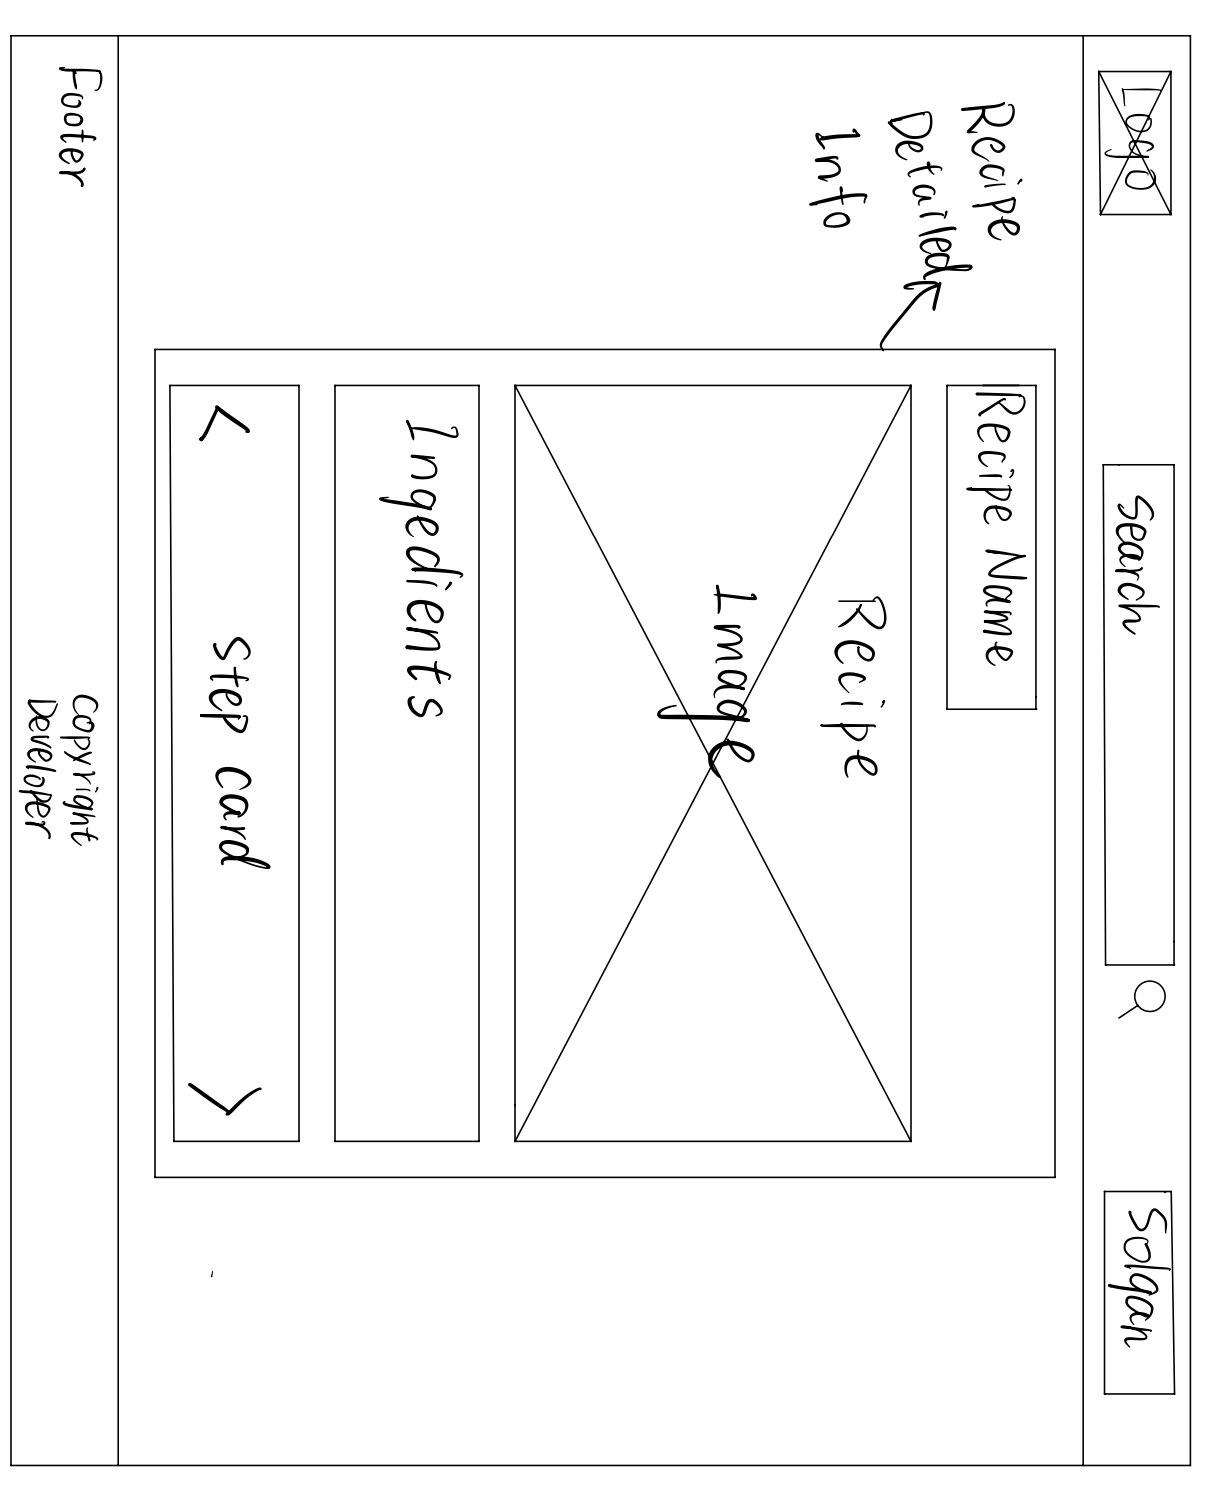 Logo
Search
Solgan
Recipe
Detailed
Info
Recipe Name
Recipe
Image
Ingedients
< Step card >
Footer
Copyright
Developer